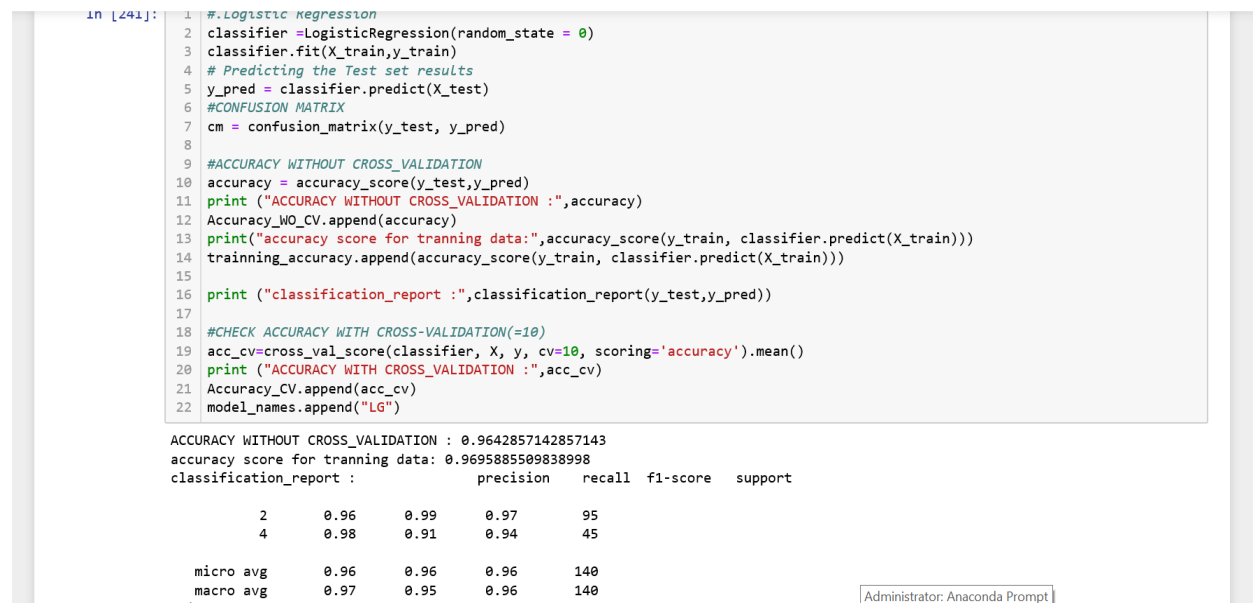 In [241]:
1 #.Logistic Regression
2 classifier =LogisticRegression(random_state = 0)
3 classifier.fit(X_train,y_train)
4 # Predicting the Test set results
5 y_pred = classifier.predict(X_test)
6 #CONFUSION MATRIX
7 cm = confusion_matrix(y_test, y_pred)
8
9 #ACCURACY WITHOUT CROSS_VALIDATION
10 accuracy = accuracy_score(y_test,y_pred)
11 print ("ACCURACY WITHOUT CROSS_VALIDATION :",accuracy)
12 Accuracy_WO_CV.append(accuracy)
13 print("accuracy score for tranning data:",accuracy_score(y_train, classifier.predict(X_train)))
14 trainning_accuracy.append(accuracy_score(y_train, classifier.predict(X_train)))
15
16 print ("classification_report :",classification_report(y_test,y_pred))
17
18 #CHECK ACCURACY WITH CROSS-VALIDATION(=10)
19 acc_cv=cross_val_score(classifier, X, y, cv=10, scoring='accuracy').mean()
20 print ("ACCURACY WITH CROSS_VALIDATION :",acc_cv)
21 Accuracy_CV.append(acc_cv)
22 model_names.append("LG")
ACCURACY WITHOUT CROSS_VALIDATION : 0.9642857142857143
accuracy score for tranning data: 0.9695885509838998
classification_report : precision recall f1-score support
2 0.96 0.99 0.97 95
4 0.98 0.91 0.94 45
micro avg 0.96 0.96 0.96 140
macro avg 0.97 0.95 0.96 140
Administrator: Anaconda Prompt